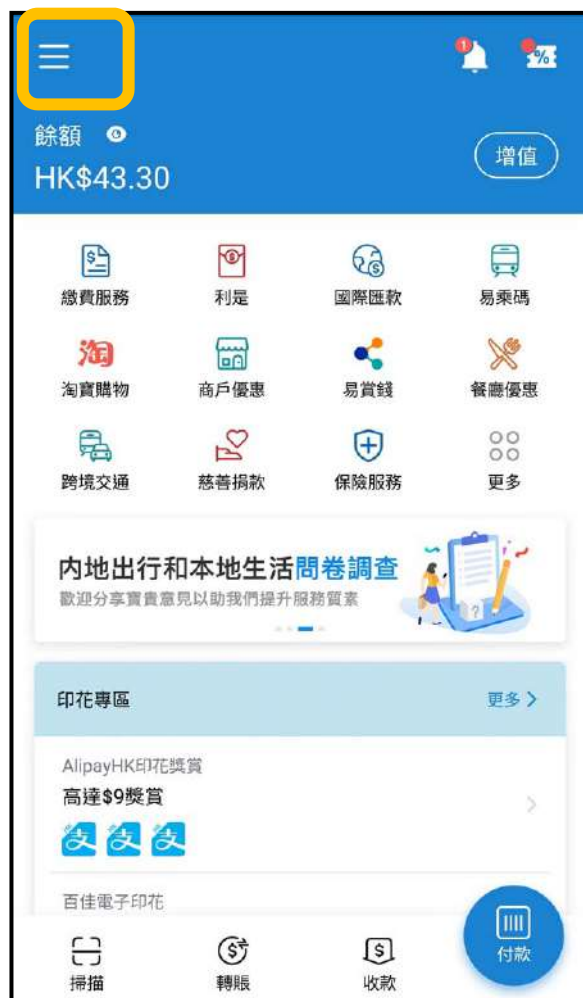 1
%
餘額
HK$43.30
增值
繳費服務
利是
國際匯款
易乘碼
淘
淘寶購物
商戶優惠
易賞錢
餐廳優惠
跨境交通
慈善捐款
保險服務
更多
内地出行和本地生活問卷調查
歡迎分享寶貴意見以助我們提升服務質素
印花專區
更多
AlipayHK印花獎賞
高達$9獎賞
支 支 支
百佳電子印花
掃描
轉賬
收款
付款